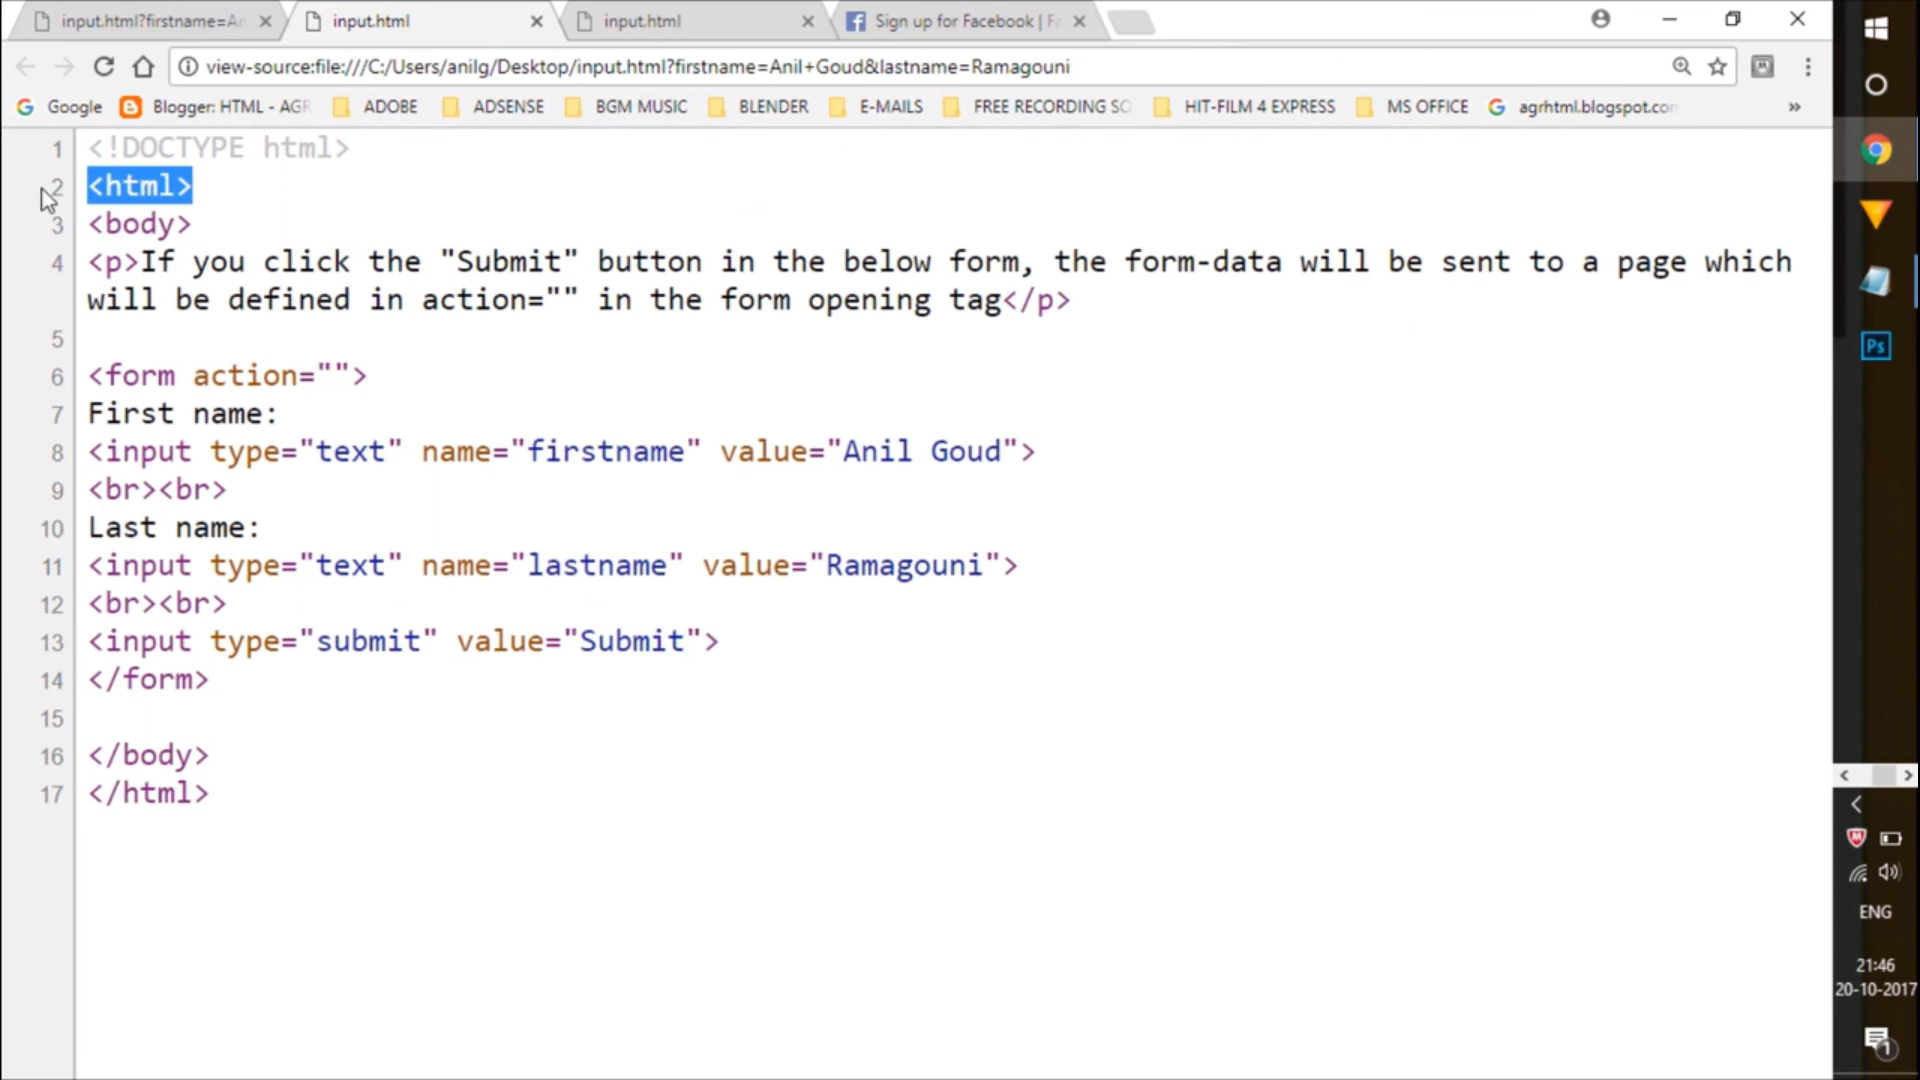 input.html?firstname=An
input.html
input.html
Sign up for Facebook | Fa
view-source:file:///C:/Users/anilg/Desktop/input.html?firstname=Anil+Goud&lastname=Ramagouni
Google
Blogger: HTML - AGR
ADOBE
ADSENSE
BGM MUSIC
BLENDER
E-MAILS
FREE RECORDING SO
HIT-FILM 4 EXPRESS
MS OFFICE
agrhtml.blogspot.com
»
1 <!DOCTYPE html>
2 <html>
3 <body>
4 <p>If you click the "Submit" button in the below form, the form-data will be sent to a page which
will be defined in action="" in the form opening tag</p>
5
6 <form action="">
7 First name:
8 <input type="text" name="firstname" value="Anil Goud">
9 <br><br>
10 Last name:
11 <input type="text" name="lastname" value="Ramagouni">
12 <br><br>
13 <input type="submit" value="Submit">
14 </form>
15
16 </body>
17 </html>
Ps
ENG
21:46
20-10-2017
1